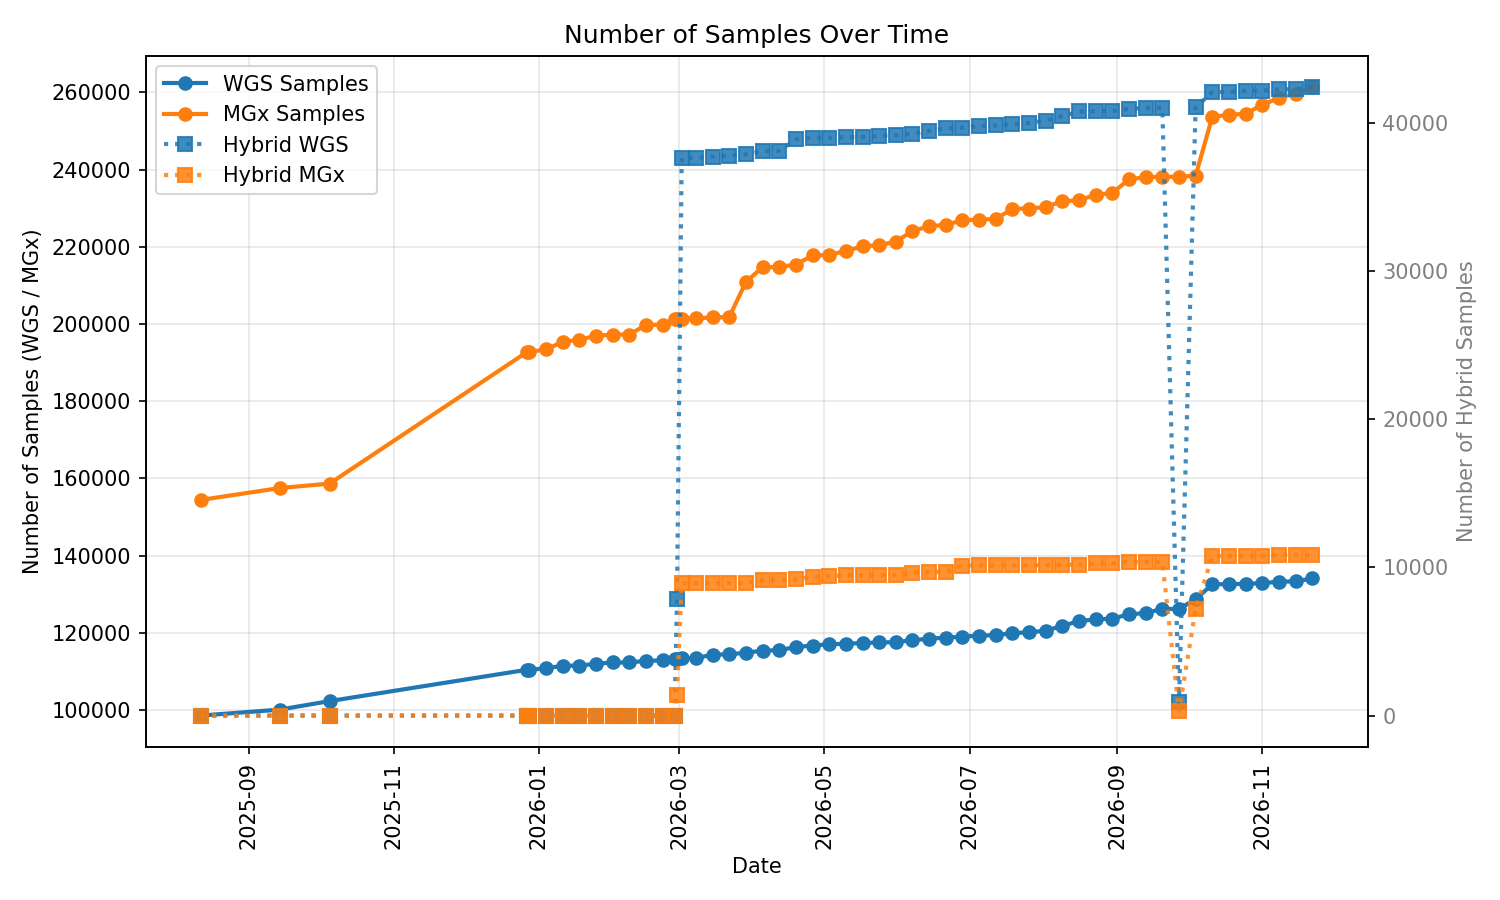 Number of Samples Over Time
WGS Samples
MGx Samples
Hybrid WGS
Hybrid MGx
Number of Samples (WGS / MGx)
260000
240000
220000
200000
180000
160000
140000
120000
100000
40000
30000
20000
10000
0
Number of Hybrid Samples
2025-09
2025-11
2026-01
2026-03
2026-05
2026-07
2026-09
2026-11
Date